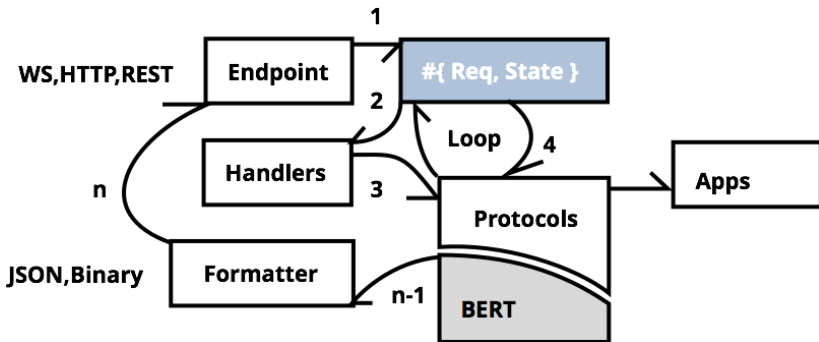 1
WS,HTTP,REST
Endpoint
#{ Req, State }
2
Loop
4
Handlers
3
n
Apps
Protocols
JSON,Binary
Formatter
n-1
BERT